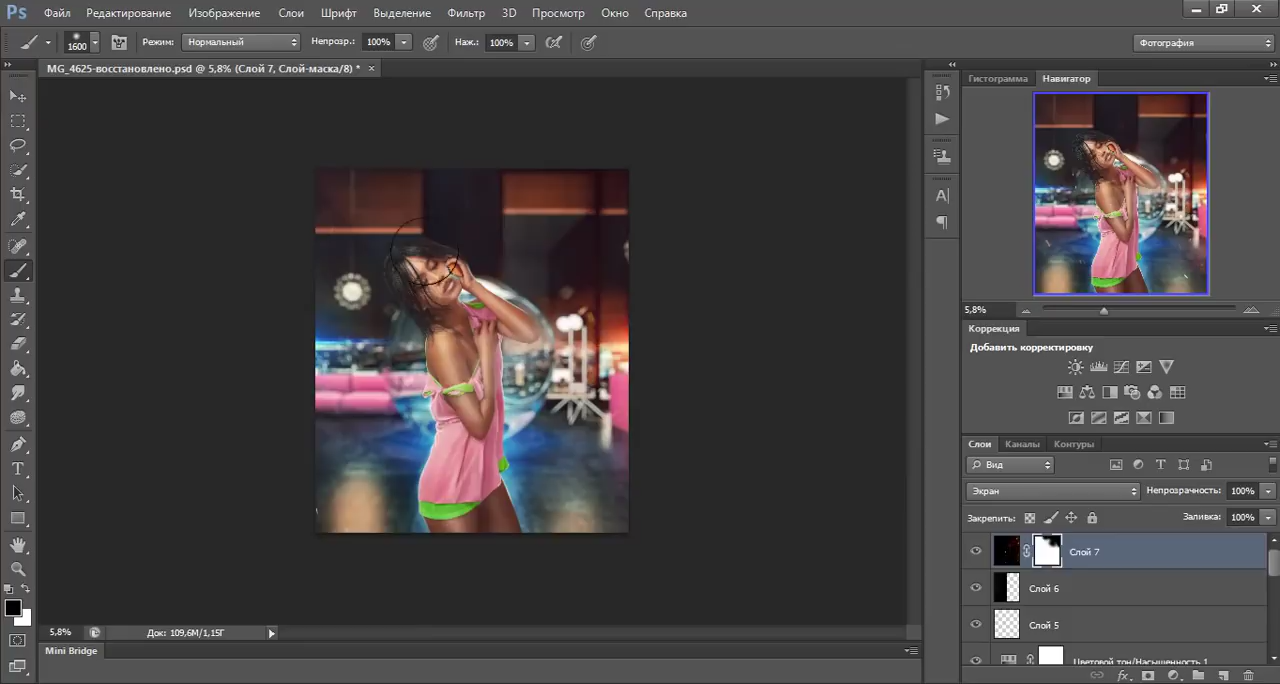 Ps Файл Редактирование Изображение Слои Шрифт Выделение Фильтр 3D Просмотр Окно Справка
1600 Режим: Нормальный Непрозр.: 100% Наж.: 100% Фотография
MG_4625-восстановлено.psd @ 5,8% (Слой 7, Слой-маска/8) * ×
Гистограмма Навигатор
5,8%
Коррекция
Добавить корректировку
Слои Каналы Контуры
Вид
Экран Непрозрачность: 100%
Закрепить: Заливка: 100%
Слой 7
Слой 6
Слой 5
Цветовой тон/Насыщенность 1
5,8% Док: 109,6M/1,15Г
Mini Bridge